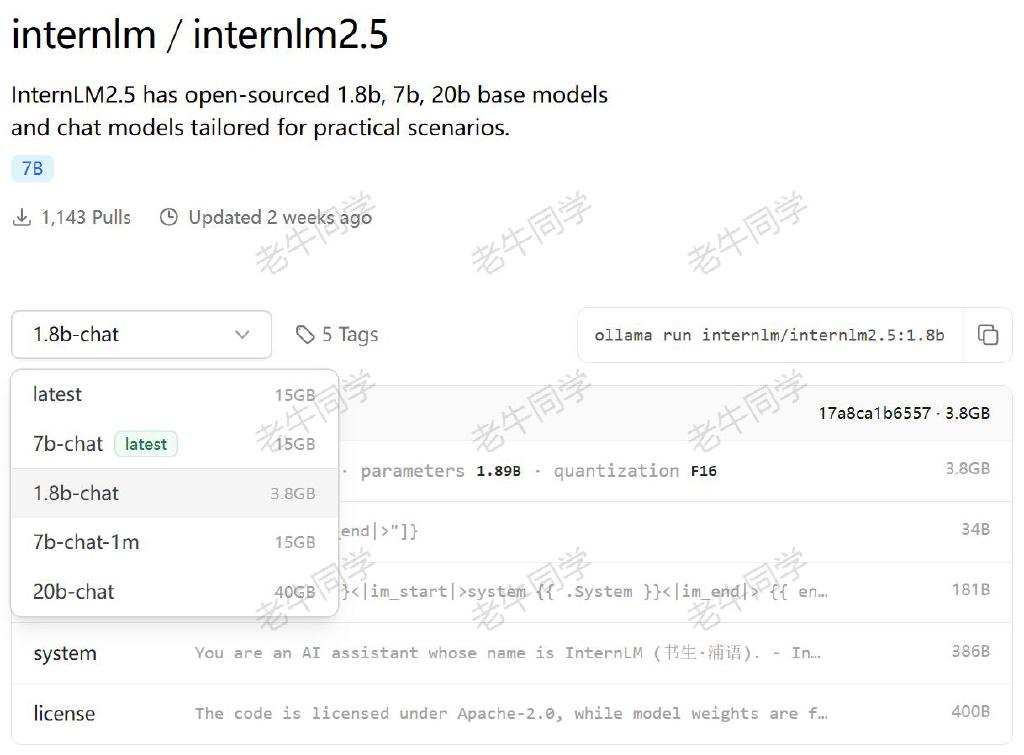 internlm / internlm2.5
InternLM2.5 has open-sourced 1.8b, 7b, 20b base models
and chat models tailored for practical scenarios.
7B
1,143 Pulls Updated 2 weeks ago
老牛同学 老牛同学 老牛同学
1.8b-chat 5 Tags ollama run internlm/internlm2.5:1.8b
latest 15GB
17a8ca1b6557 · 3.8GB
老牛同学 老牛同学 老牛同学
7b-chat latest 15GB
· parameters 1.89B · quantization F16 3.8GB
1.8b-chat 3.8GB
_end|>"]} 34B
7b-chat-1m 15GB
20b-chat 40GB
}<|im_start|>system {{ .System }}<|im_end|> {{ en… 181B
老牛同学 老牛同学 老牛同学
system You are an AI assistant whose name is InternLM (书生·浦语). - In… 386B
license The code is licensed under Apache-2.0, while model weights are f… 400B